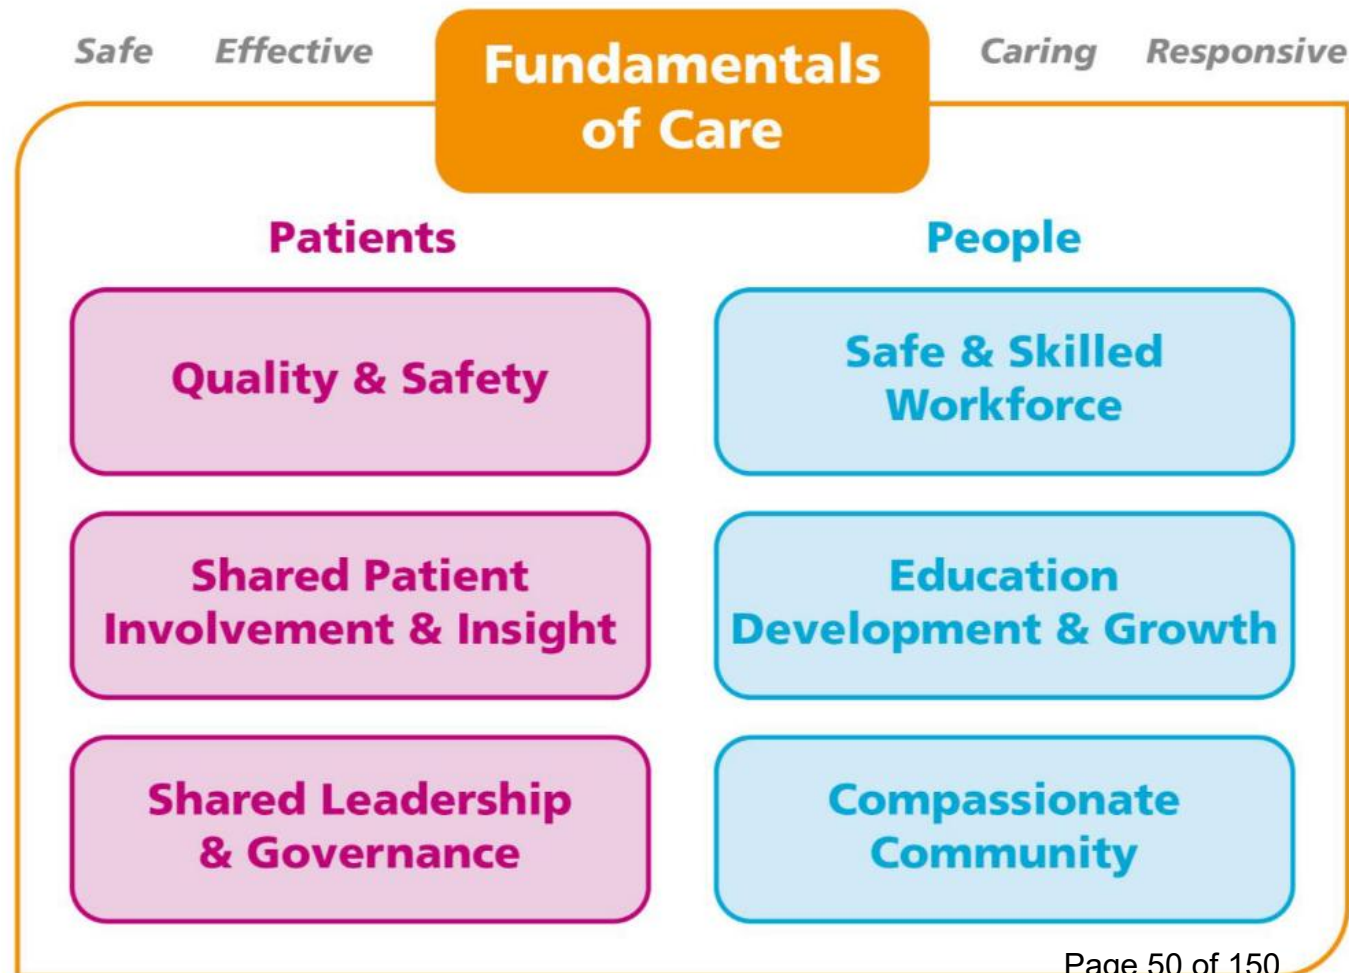 Safe Effective Caring Responsive
Fundamentals
of Care
Patients
People
Quality & Safety
Safe & Skilled
Workforce
Shared Patient
Involvement & Insight
Education
Development & Growth
Shared Leadership
& Governance
Compassionate
Community
Page 50 of 150